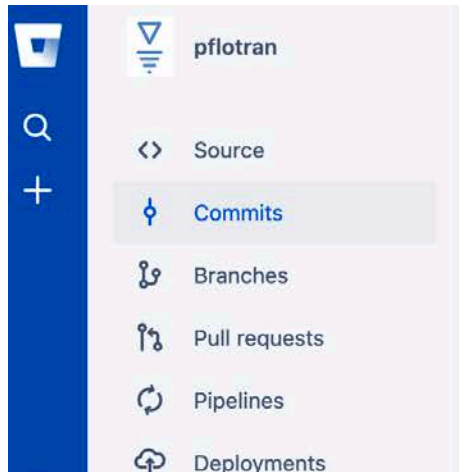 pflotran
Source
Commits
Branches
Pull requests
Pipelines
Deployments